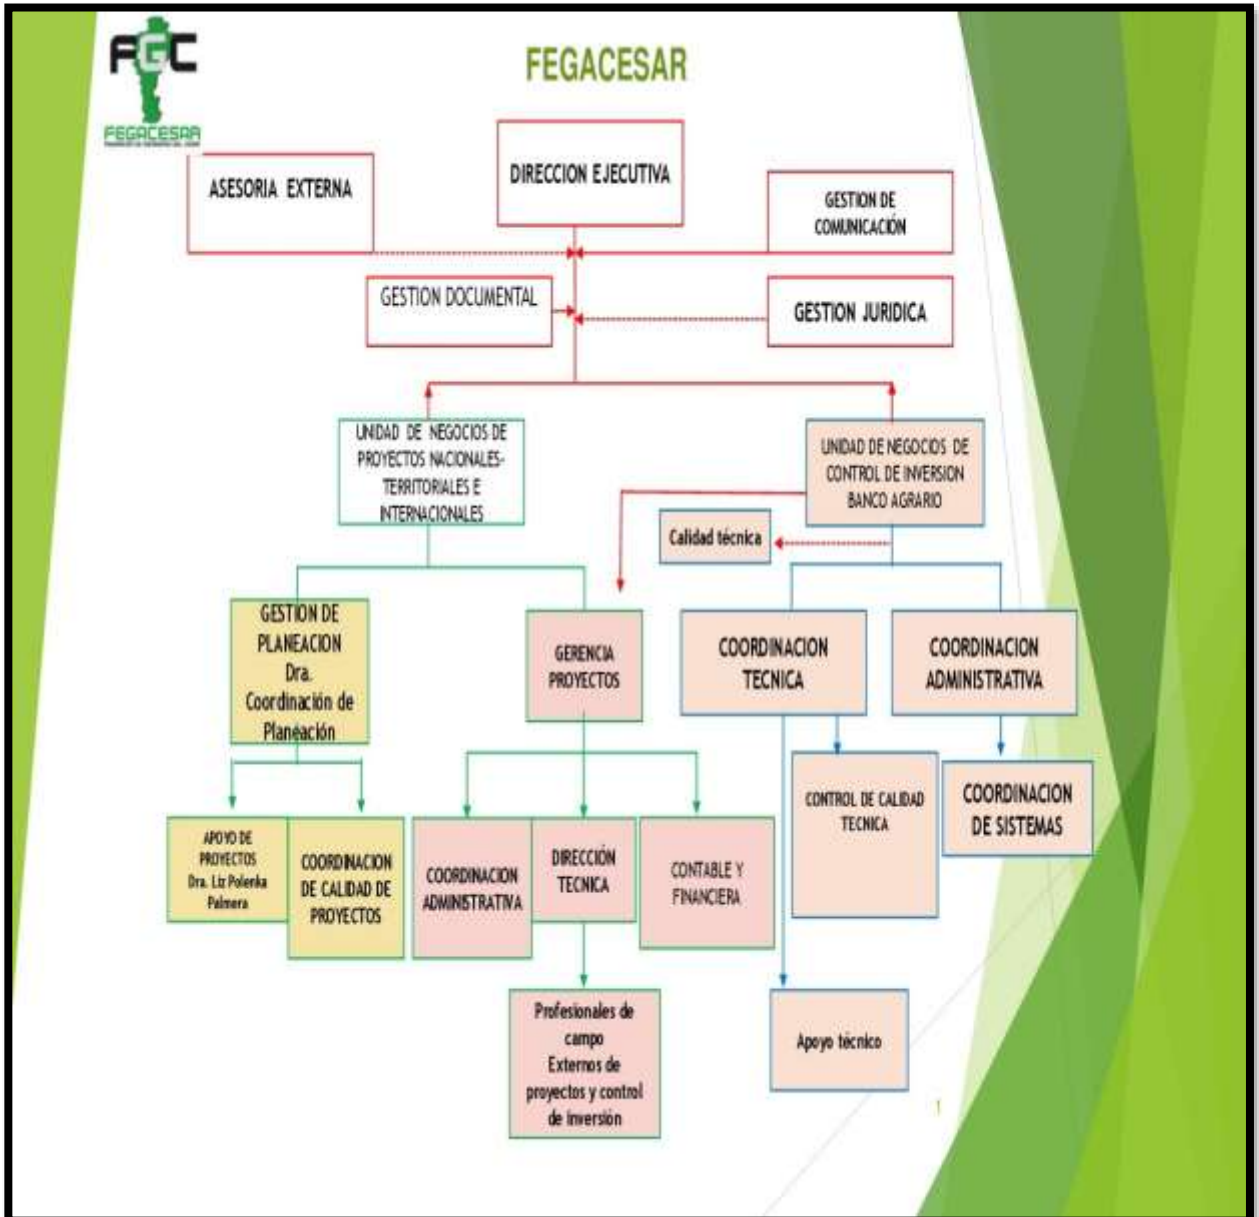 FGC
FEGACESAR
FEGACESAR
DIRECCION EJECUTIVA
ASESORIA EXTERNA
GESTION DE
COMUNICACIÓN
GESTION DOCUMENTAL
GESTION JURIDICA
UNIDAD DE NEGOCIOS DE
PROYECTOS NACIONALES-
TERRITORIALES E
INTERNACIONALES
UNIDAD DE NEGOCIOS DE
CONTROL DE INVERSION
BANCO AGRARIO
Calidad técnica
GESTION DE
PLANEACION
Dra.
Coordinación de
Planeación
GERENCIA
PROYECTOS
COORDINACION
TECNICA
COORDINACION
ADMINISTRATIVA
APOYO DE
PROYECTOS
Dra. Liz Polenka
Palmera
COORDINACION
DE CALIDAD DE
PROYECTOS
COORDINACION
ADMINISTRATIVA
DIRECCIÓN
TECNICA
CONTABLE Y
FINANCIERA
CONTROL DE CALIDAD
TECNICA
COORDINACION
DE SISTEMAS
Profesionales de
campo
Externos de
proyectos y control
de inversión
Apoyo técnico
1